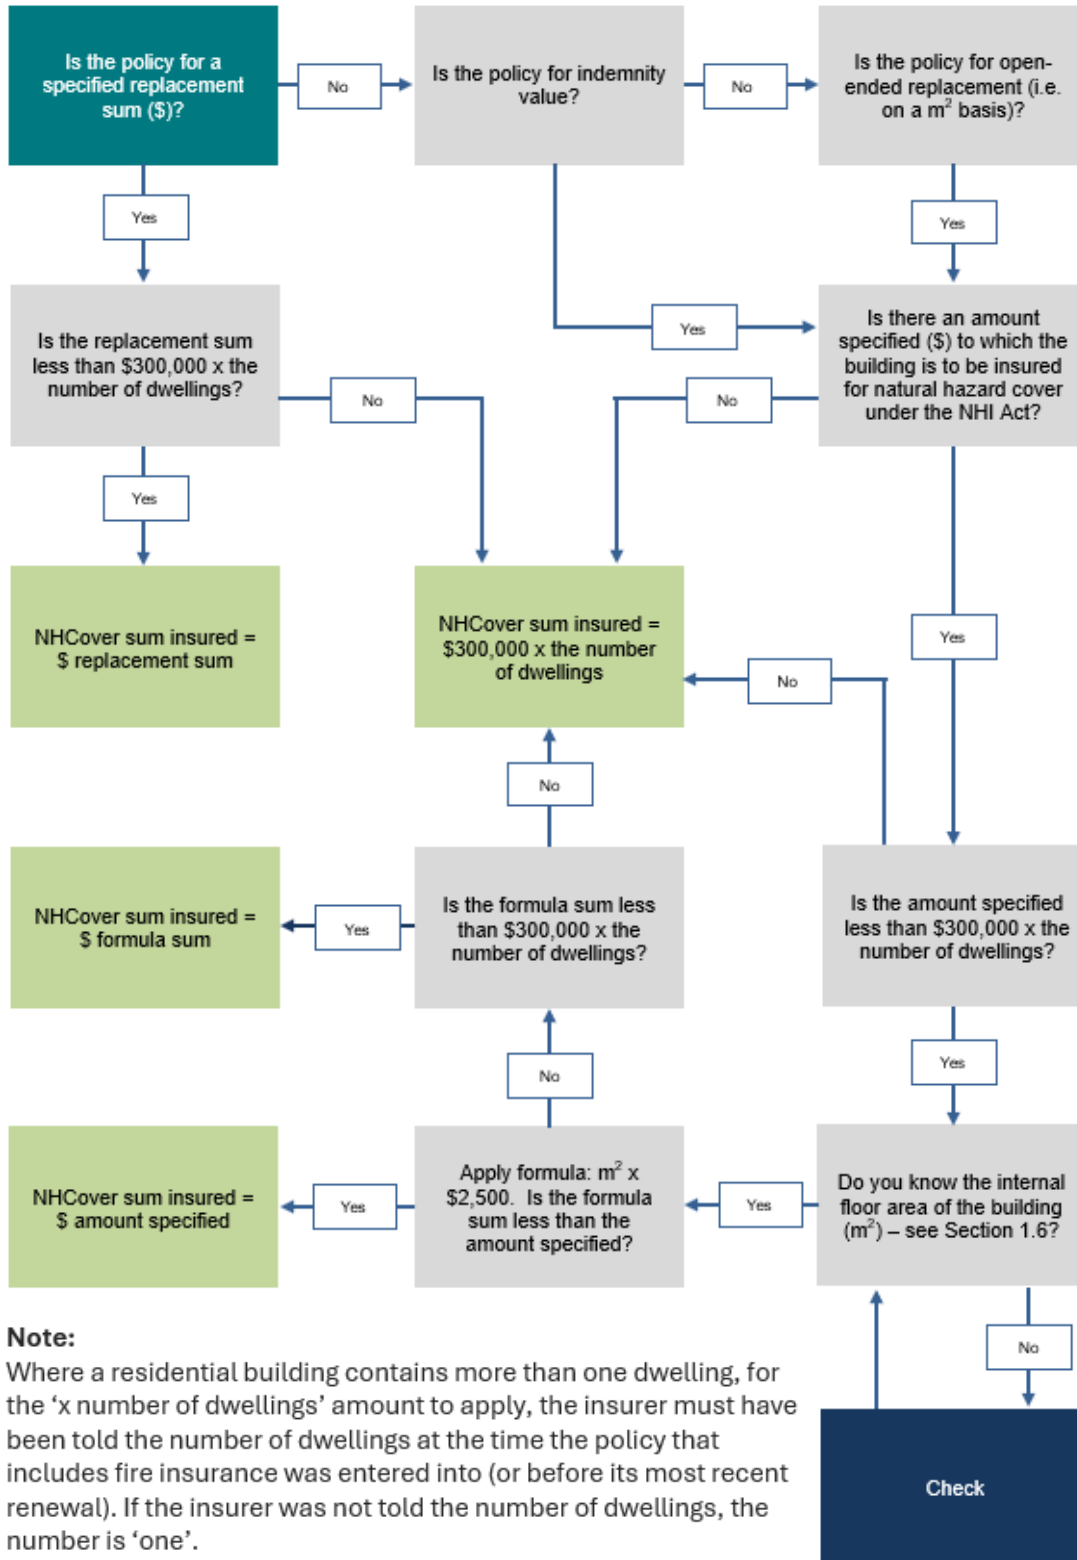 Is the policy for a
specified replacement
sum ($)?
No
Is the policy for indemnity
value?
No
Is the policy for open-
ended replacement (i.e.
on a m² basis)?
Yes
Yes
Is the replacement sum
less than $300,000 x the
number of dwellings?
No
Yes
No
Is there an amount
specified ($) to which the
building is to be insured
for natural hazard cover
under the NHI Act?
Yes
NHCover sum insured =
$ replacement sum
NHCover sum insured =
$300,000 x the number
of dwellings
Yes
No
No
NHCover sum insured =
$ formula sum
Yes
Is the formula sum less
than $300,000 x the
number of dwellings?
Is the amount specified
less than $300,000 x the
number of dwellings?
No
Yes
NHCover sum insured =
$ amount specified
Yes
Apply formula: m² x
$2,500. Is the formula
sum less than the
amount specified?
Yes
Do you know the internal
floor area of the building
(m²) – see Section 1.6?
No
Note:
Where a residential building contains more than one dwelling, for
the ‘x number of dwellings’ amount to apply, the insurer must have
been told the number of dwellings at the time the policy that
includes fire insurance was entered into (or before its most recent
renewal). If the insurer was not told the number of dwellings, the
number is ‘one’.
Check